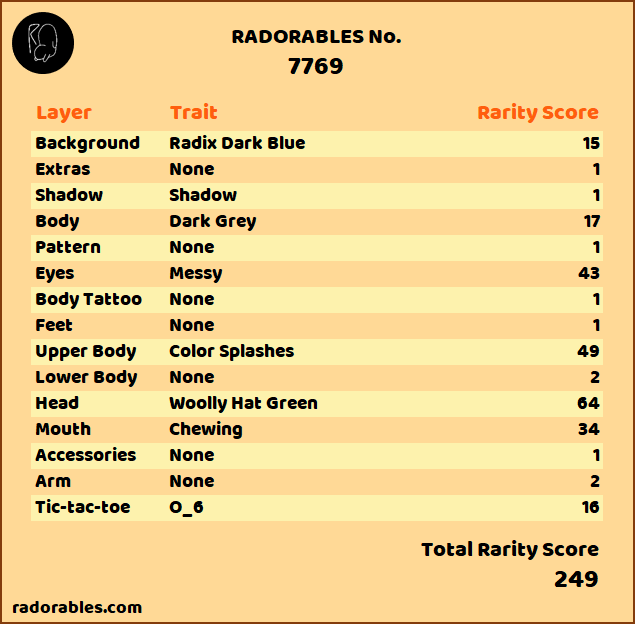 RADORABLES No.
7769
Layer Trait Rarity Score
Background Radix Dark Blue 15
Extras None 1
Shadow Shadow 1
Body Dark Grey 17
Pattern None 1
Eyes Messy 43
Body Tattoo None 1
Feet None 1
Upper Body Color Splashes 49
Lower Body None 2
Head Woolly Hat Green 64
Mouth Chewing 34
Accessories None 1
Arm None 2
Tic-tac-toe O_6 16
Total Rarity Score
249
radorables.com